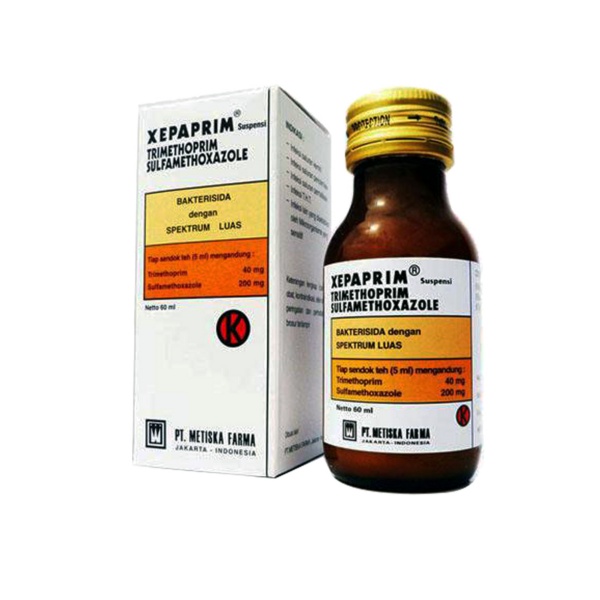 XEPAPRIM® Suspensi
TRIMETHOPRIM
SULFAMETHOXAZOLE
BAKTERISIDA
dengan
SPEKTRUM LUAS
Tiap sendok teh (5 ml) mengandung :
Trimethoprim 40 mg
Sulfamethoxazole 200 mg
Netto 60 ml
K
PT. METISKA FARMA
JAKARTA - INDONESIA
INDIKASI :
PROTECTION
XEPAPRIM® Suspensi
TRIMETHOPRIM
SULFAMETHOXAZOLE
BAKTERISIDA dengan
SPEKTRUM LUAS
Tiap sendok teh (5 ml) mengandung :
Trimethoprim 40 mg
Sulfamethoxazole 200 mg
Netto 60 ml
K
PT. METISKA FARMA
JAKARTA - INDONESIA